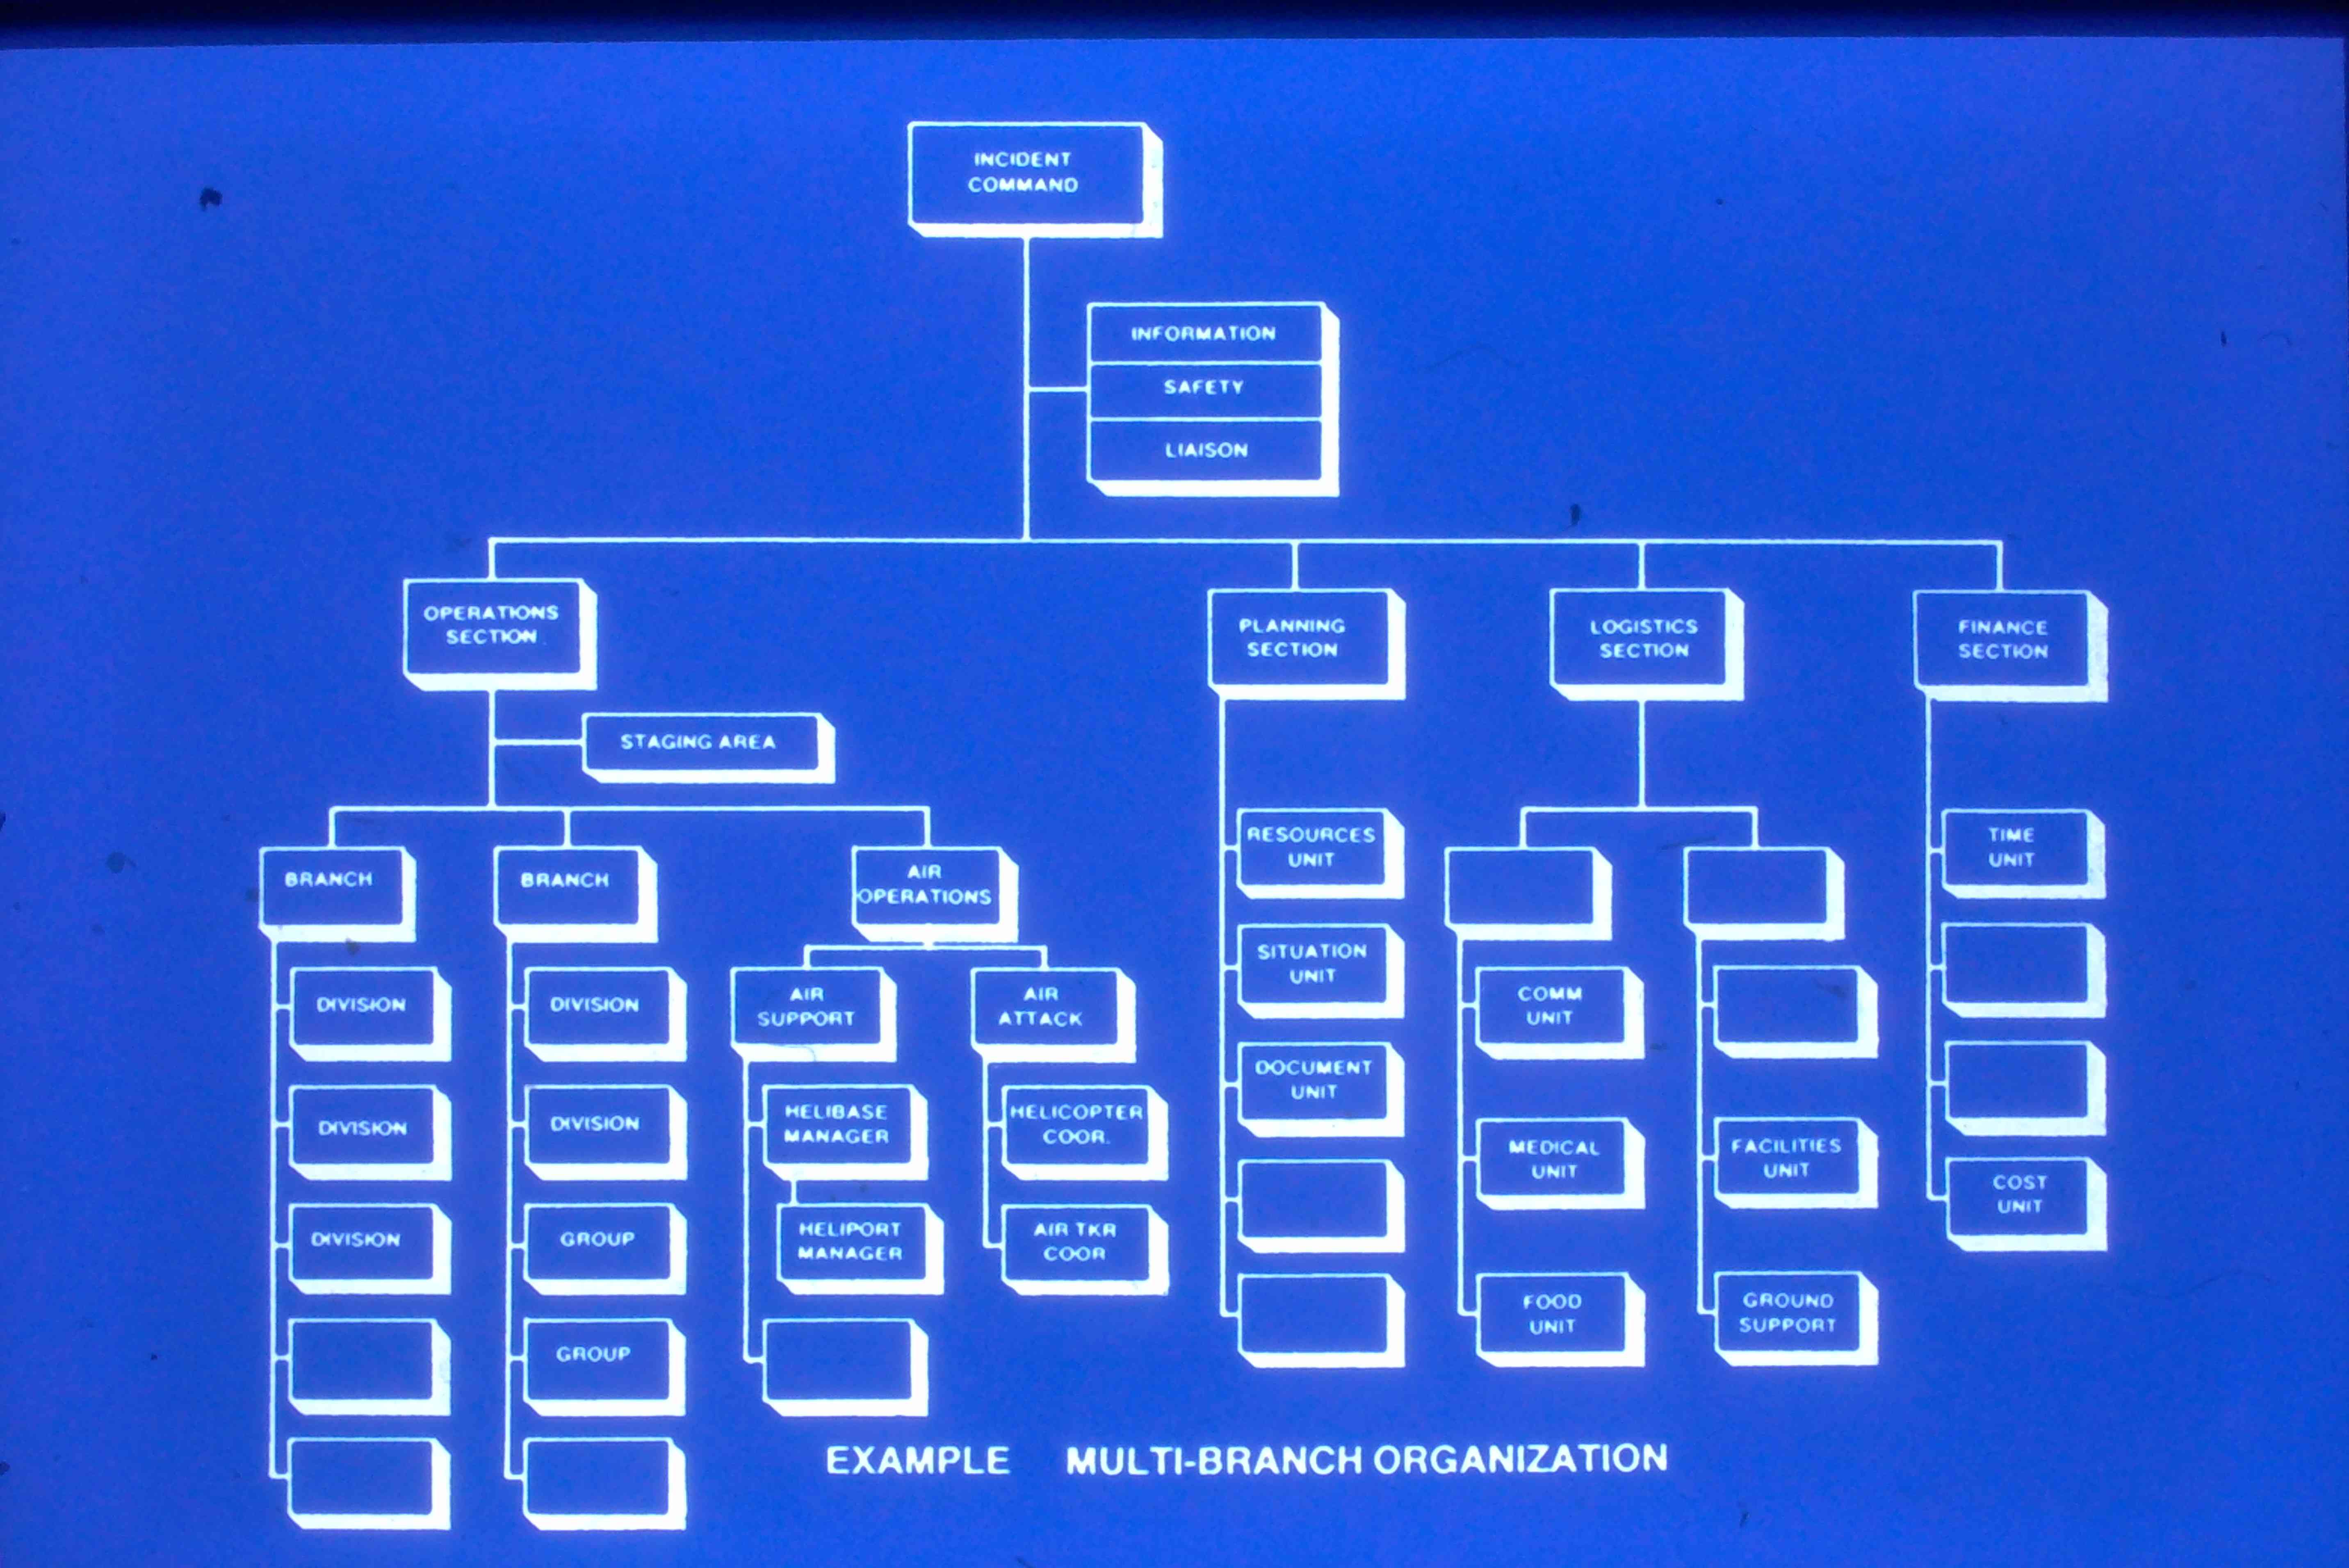 INCIDENT
COMMAND
INFORMATION
SAFETY
LIAISON
OPERATIONS
SECTION
PLANNING
SECTION
LOGISTICS
SECTION
FINANCE
SECTION
STAGING AREA
BRANCH
BRANCH
AIR
OPERATIONS
RESOURCES
UNIT
TIME
UNIT
SITUATION
UNIT
DIVISION
DIVISION
AIR
SUPPORT
AIR
ATTACK
COMM
UNIT
DOCUMENT
UNIT
DIVISION
DIVISION
HELIBASE
MANAGER
HELICOPTER
COOR.
MEDICAL
UNIT
FACILITIES
UNIT
COST
UNIT
DIVISION
GROUP
HELIPORT
MANAGER
AIR TKR
COOR
FOOD
UNIT
GROUND
SUPPORT
GROUP
EXAMPLE MULTI-BRANCH ORGANIZATION